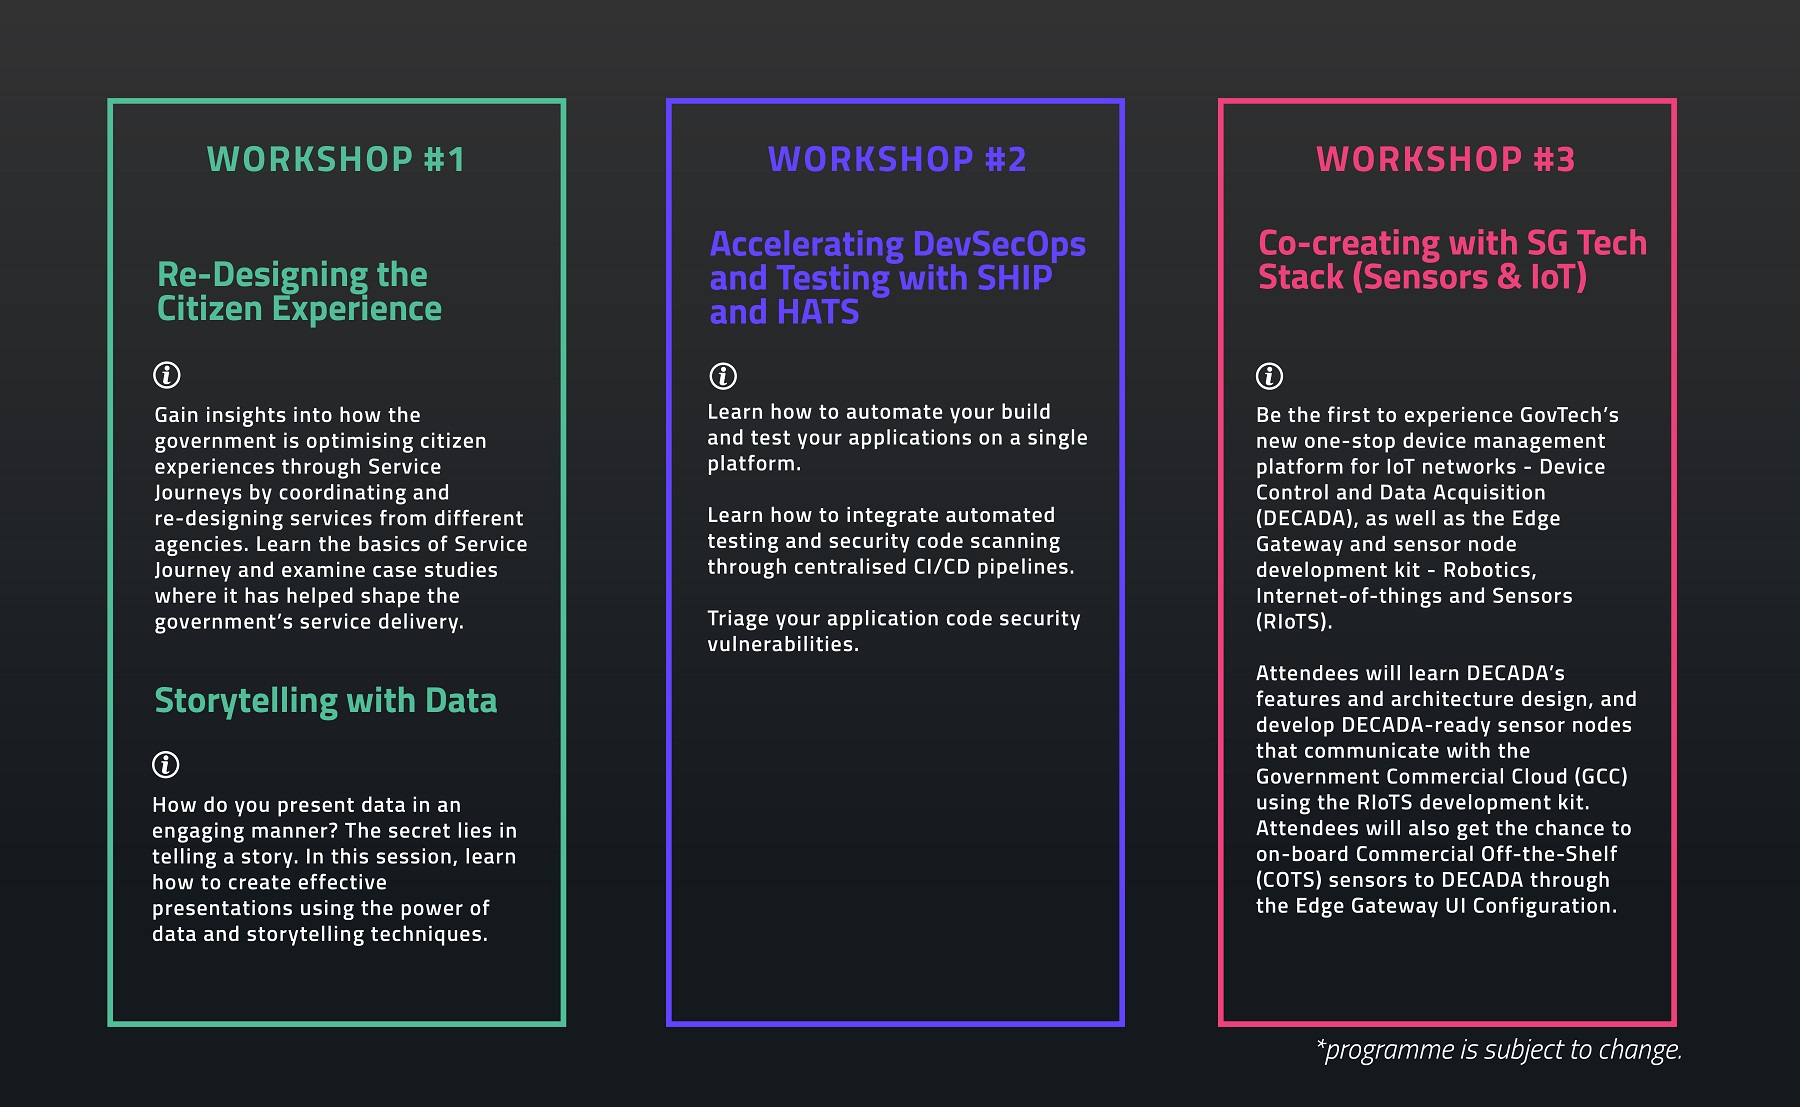 WORKSHOP #1
Re-Designing the
Citizen Experience
Gain insights into how the
government is optimising citizen
experiences through Service
Journeys by coordinating and
re-designing services from different
agencies. Learn the basics of Service
Journey and examine case studies
where it has helped shape the
government's service delivery.
Storytelling with Data
How do you present data in an
engaging manner? The secret lies in
telling a story. In this session, learn
how to create effective
presentations using the power of
data and storytelling techniques.
WORKSHOP #2
Accelerating DevSecOps
and Testing with SHIP
and HATS
Learn how to automate your build
and test your applications on a single
platform.
Learn how to integrate automated
testing and security code scanning
through centralised CI/CD pipelines.
Triage your application code security
vulnerabilities.
WORKSHOP #3
Co-creating with SG Tech
Stack (Sensors & IoT)
Be the first to experience GovTech's
new one-stop device management
platform for IoT networks - Device
Control and Data Acquisition
(DECADA), as well as the Edge
Gateway and sensor node
development kit - Robotics,
Internet-of-things and Sensors
(RIoTS).
Attendees will learn DECADA's
features and architecture design, and
develop DECADA-ready sensor nodes
that communicate with the
Government Commercial Cloud (GCC)
using the RIoTS development kit.
Attendees will also get the chance to
on-board Commercial Off-the-Shelf
(COTS) sensors to DECADA through
the Edge Gateway UI Configuration.
*programme is subject to change.